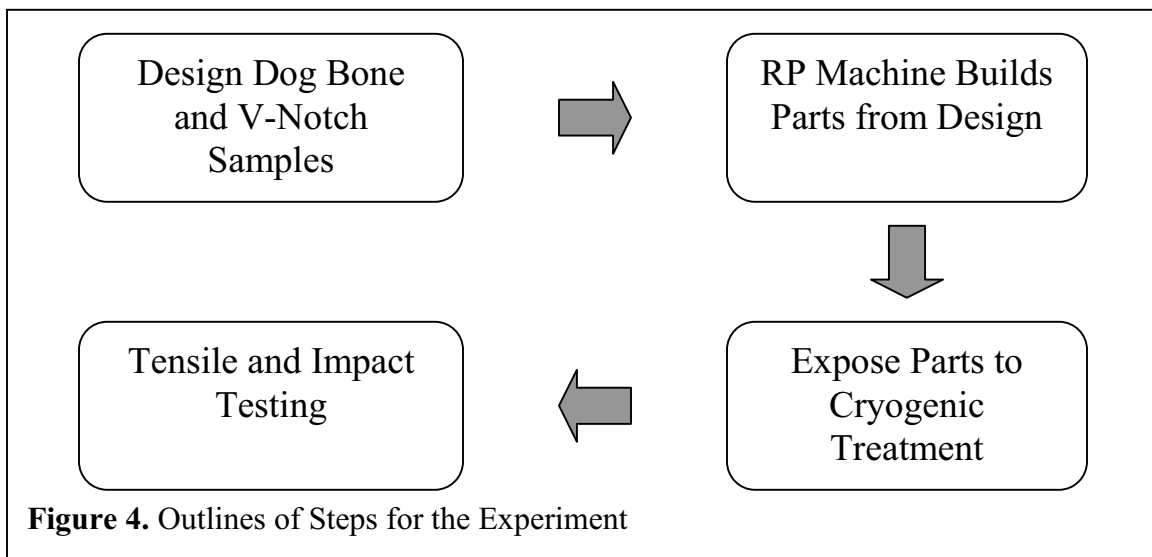 Design Dog Bone
and V-Notch
Samples
RP Machine Builds
Parts from Design
Expose Parts to
Cryogenic
Treatment
Tensile and Impact
Testing
Figure 4. Outlines of Steps for the Experiment